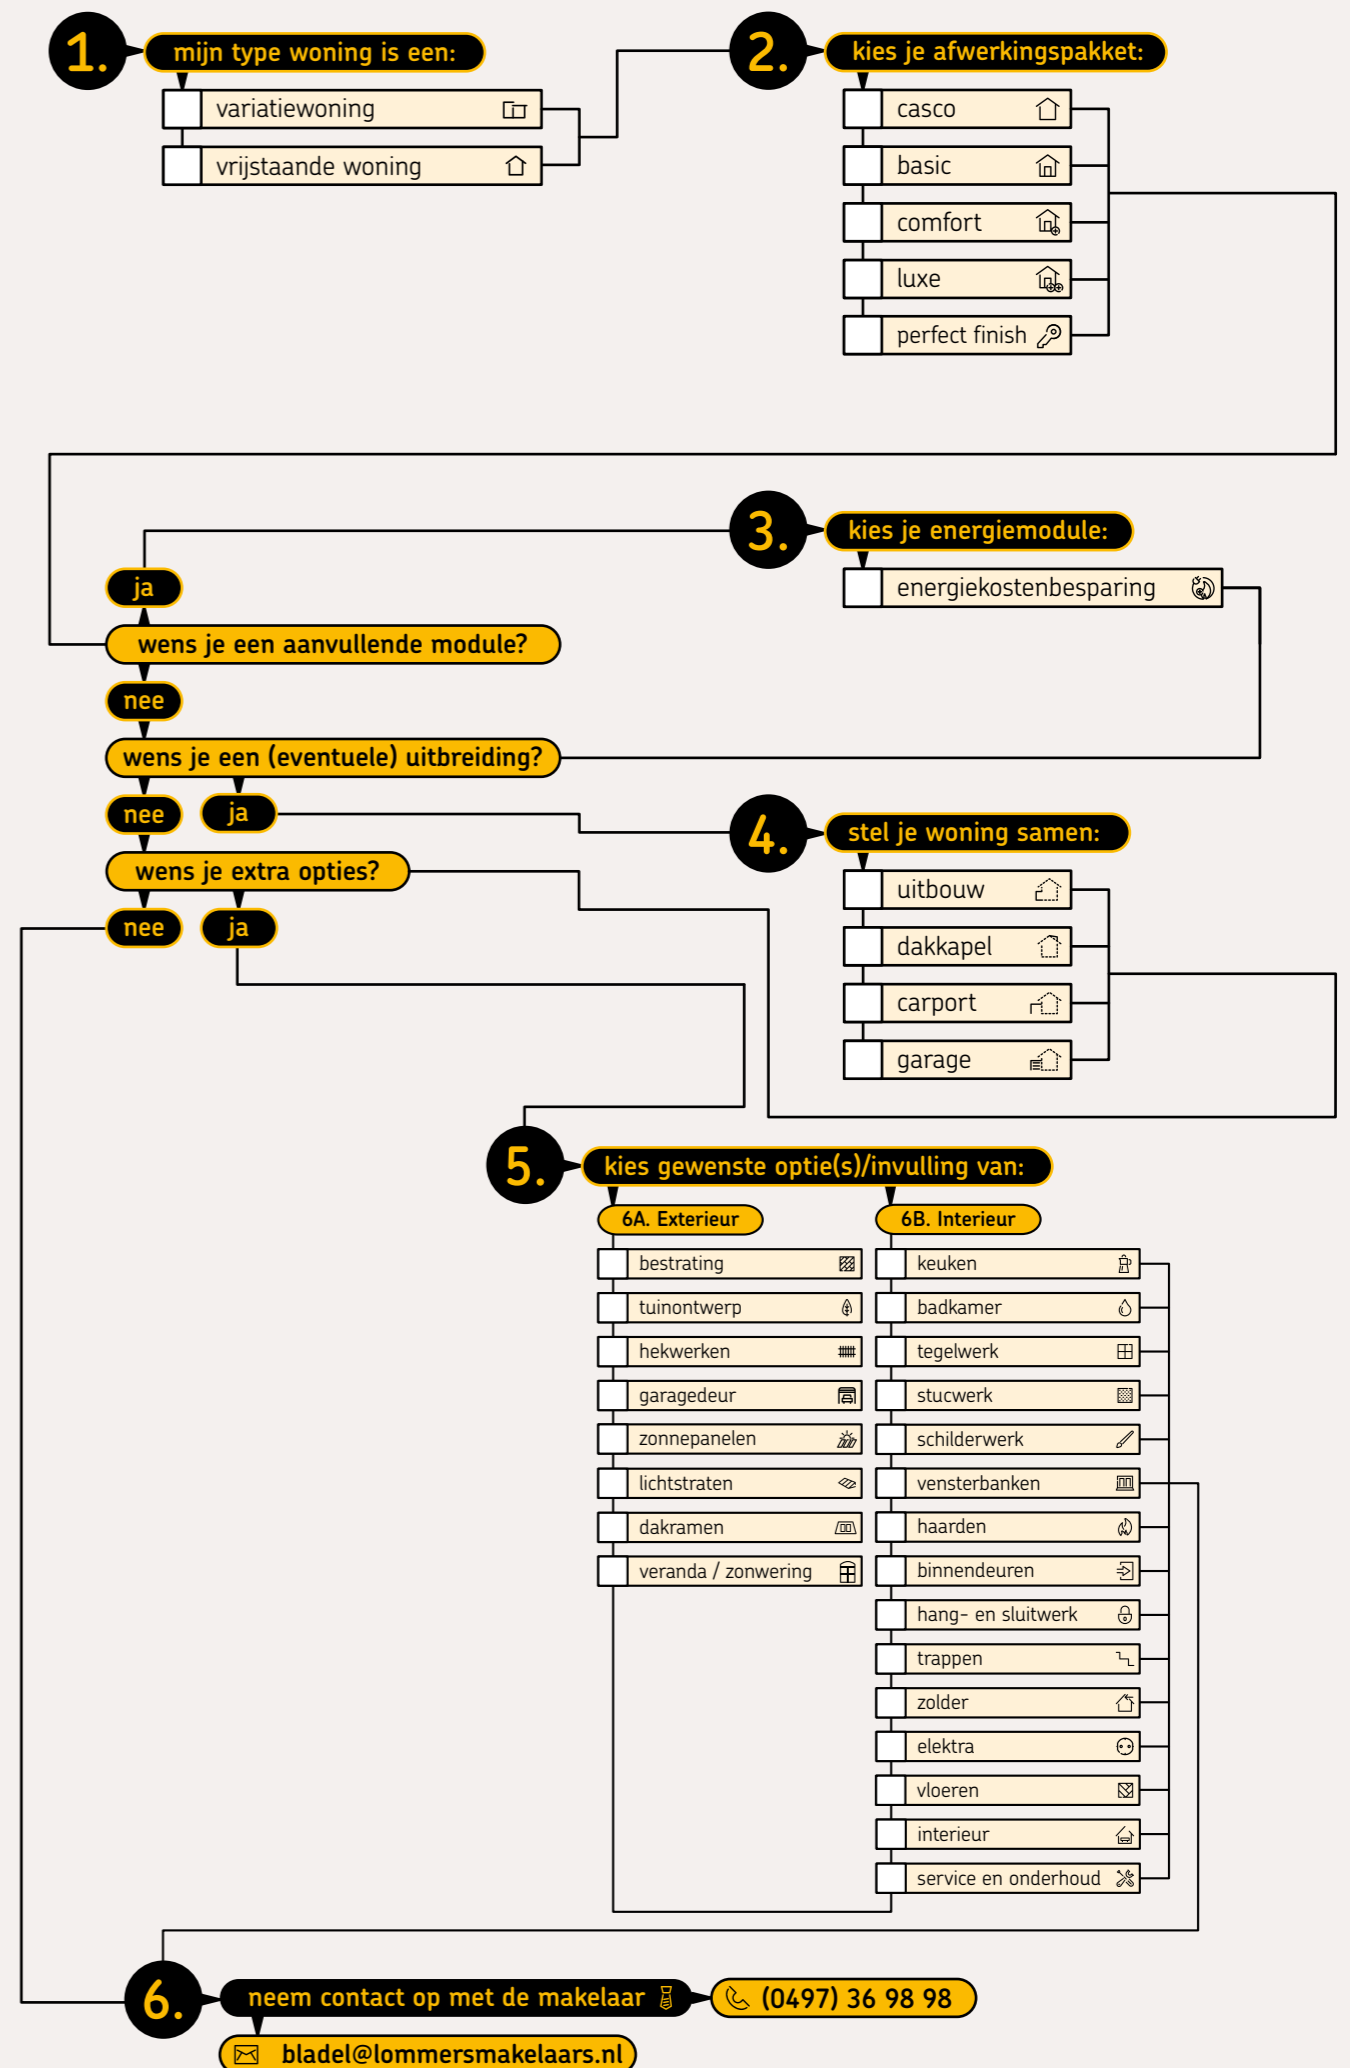 1.
mijn type woning is een:
variatiewoning
vrijstaande woning
2.
kies je afwerkingspakket:
casco
basic
comfort
luxe
perfect finish
3.
kies je energiemodule:
energiekostenbesparing
ja
wens je een aanvullende module?
nee
wens je een (eventuele) uitbreiding?
nee
ja
4.
stel je woning samen:
uitbouw
dakkapel
carport
garage
wens je extra opties?
nee
ja
5.
kies gewenste optie(s)/invulling van:
6A. Exterieur
bestrating
tuinontwerp
hekwerken
garagedeur
zonnepanelen
lichtstraten
dakramen
veranda / zonwering
6B. Interieur
keuken
badkamer
tegelwerk
stucwerk
schilderwerk
vensterbanken
haarden
binnendeuren
hang- en sluitwerk
trappen
zolder
elektra
vloeren
interieur
service en onderhoud
6.
neem contact op met de makelaar
(0497) 36 98 98
bladel@lommersmakelaars.nl